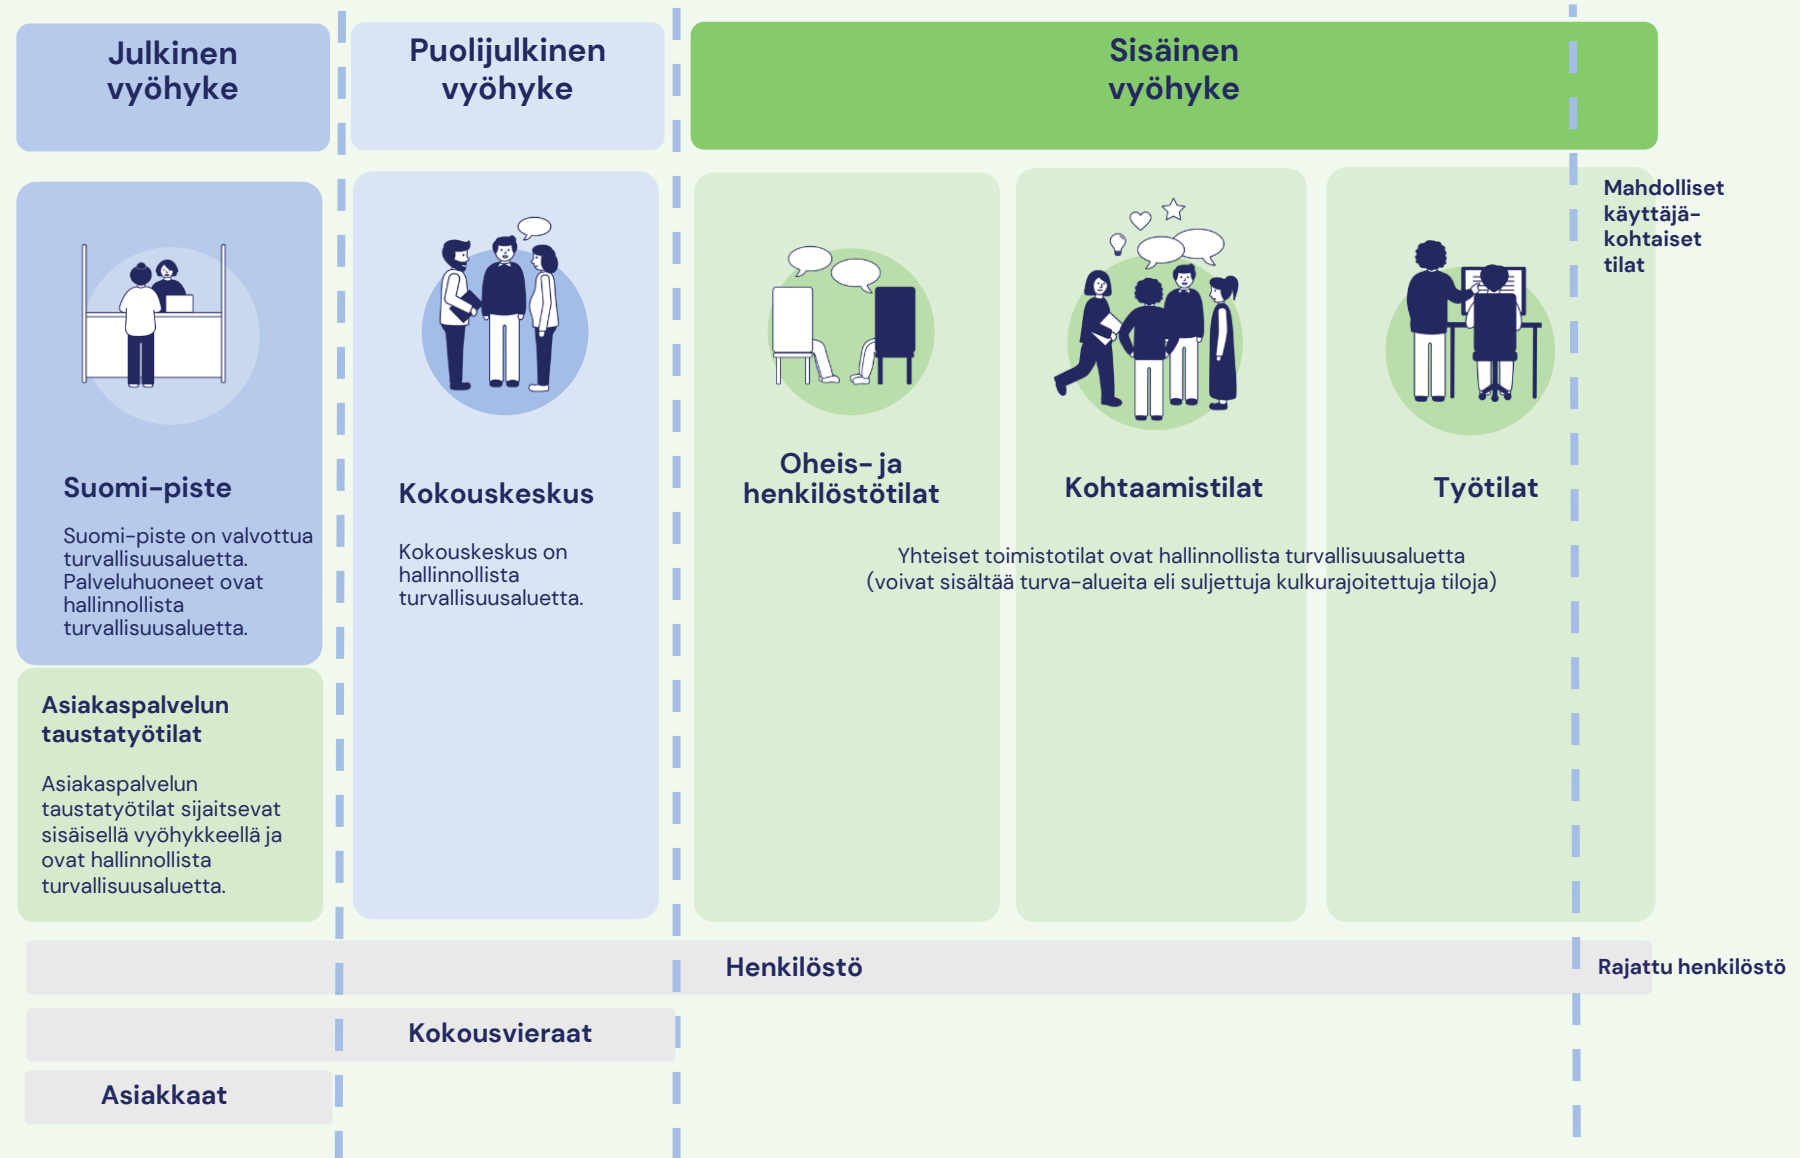 Julkinen
vyöhyke
Puolijulkinen
vyöhyke
Sisäinen
vyöhyke
Suomi-piste
Suomi-piste on valvottua
turvallisuusaluetta.
Palveluhuoneet ovat
hallinnollista
turvallisuusaluetta.
Asiakaspalvelun
taustatyötilat
Asiakaspalvelun
taustatyötilat sijaitsevat
sisäisellä vyöhykkeellä ja
ovat hallinnollista
turvallisuusaluetta.
Kokouskeskus
Kokouskeskus on
hallinnollista
turvallisuusaluetta.
Oheis- ja
henkilöstötilat
Kohtaamistilat
Työtilat
Yhteiset toimistotilat ovat hallinnollista turvallisuusaluetta
(voivat sisältää turva-alueita eli suljettuja kulkurajoitettuja tiloja)
Mahdolliset
käyttäjä-
kohtaiset
tilat
Henkilöstö
Rajattu henkilöstö
Kokousvieraat
Asiakkaat